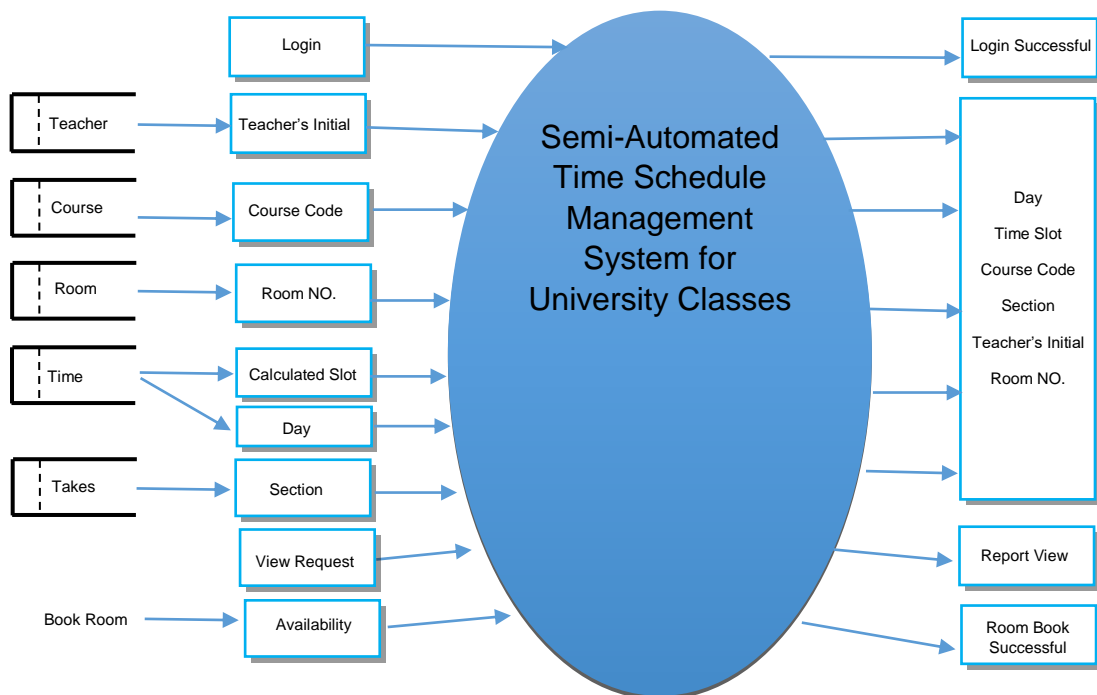 Login
Login Successful
Teacher
Teacher's Initial
Semi-Automated
Time Schedule
Management
System for
University Classes
Course
Course Code
Room
Room NO.
Time
Calculated Slot
Day
Takes
Section
View Request
Book Room
Availability
Day
Time Slot
Course Code
Section
Teacher's Initial
Room NO.
Report View
Room Book
Successful